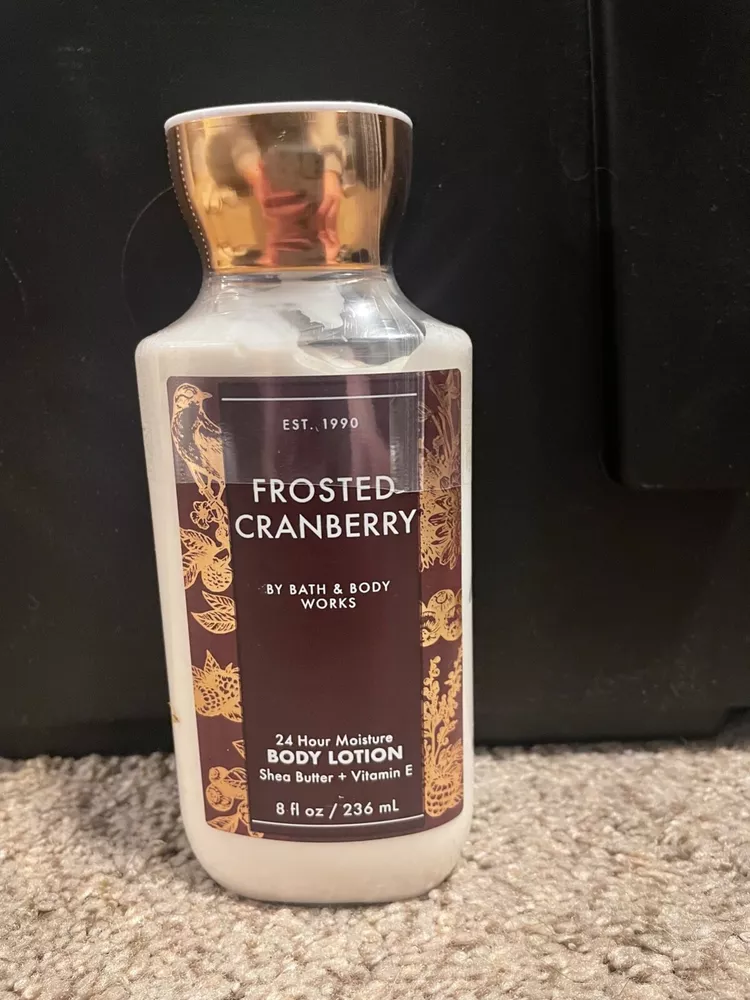 EST. 1990
FROSTED
CRANBERRY
BY BATH & BODY
WORKS
24 Hour Moisture
BODY LOTION
Shea Butter + Vitamin E
8 fl oz / 236 mL